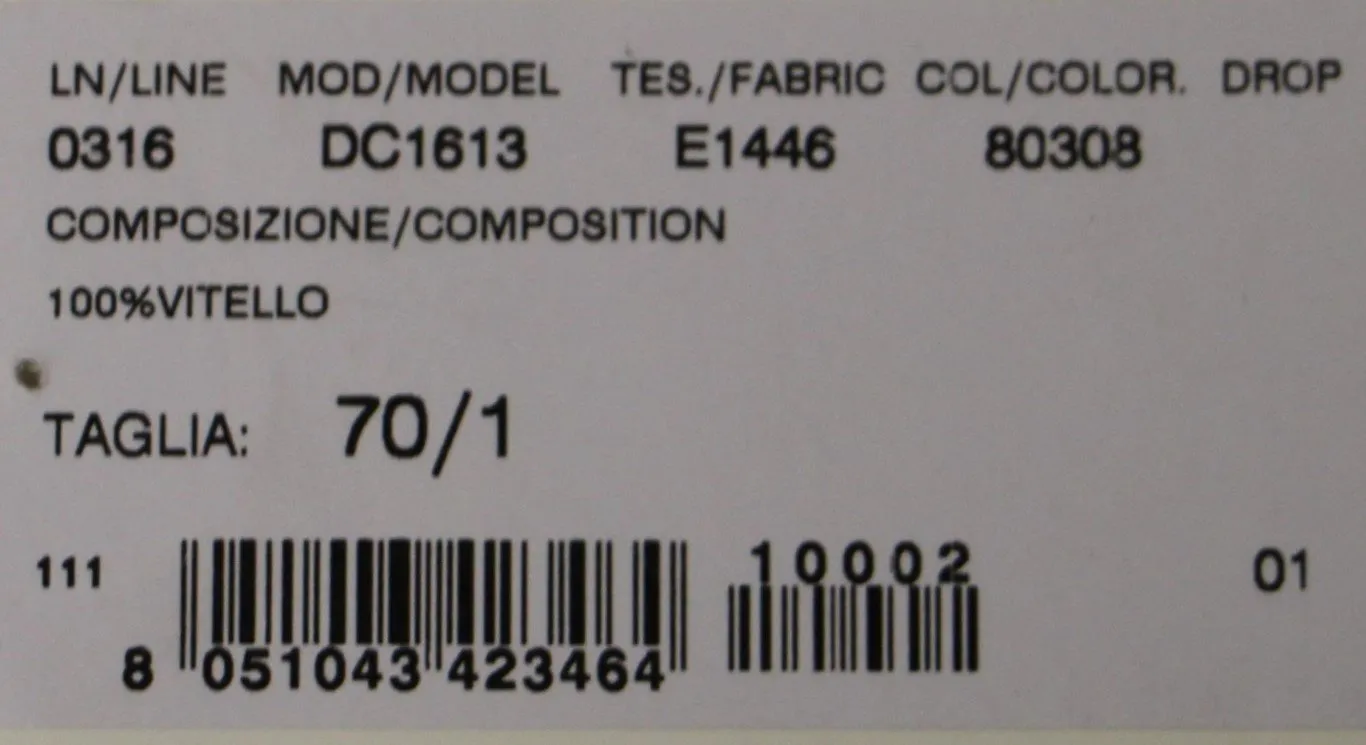 LN/LINE MOD/MODEL TES./FABRIC COL/COLOR. DROP
0316 DC1613 E1446 80308
COMPOSIZIONE/COMPOSITION
100%VITELLO
TAGLIA: 70/1
111 10002 01
8 051043 423464